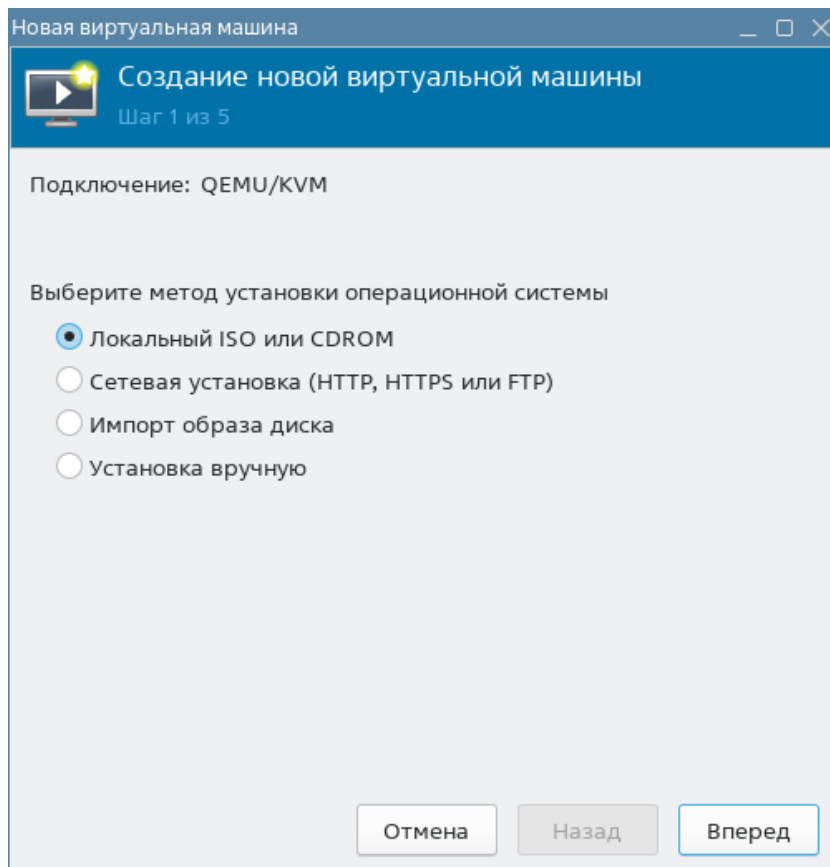 Новая виртуальная машина
Создание новой виртуальной машины
Шаг 1 из 5
Подключение: QEMU/KVM
Выберите метод установки операционной системы
Локальный ISO или CDROM
Сетевая установка (HTTP, HTTPS или FTP)
Импорт образа диска
Установка вручную
Отмена Назад Вперед